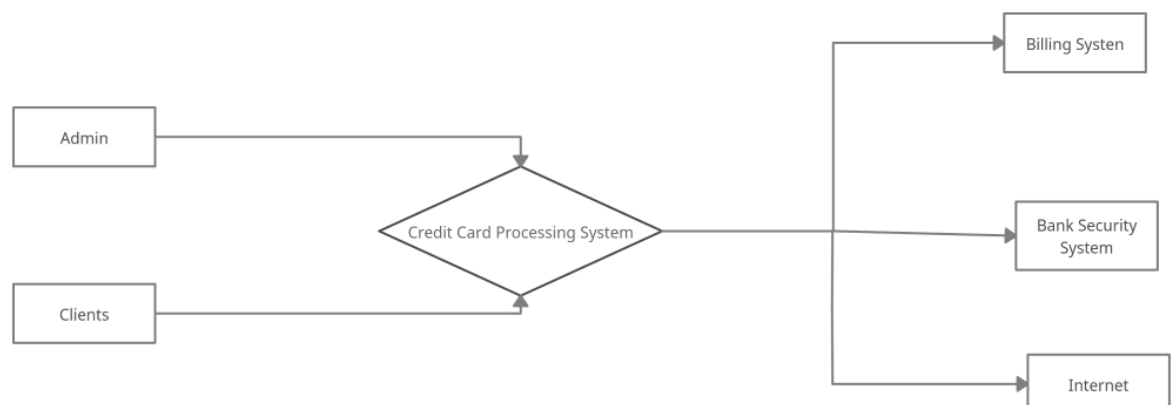 Billing Systen
Admin
Credit Card Processing System
Bank Security
System
Clients
Internet